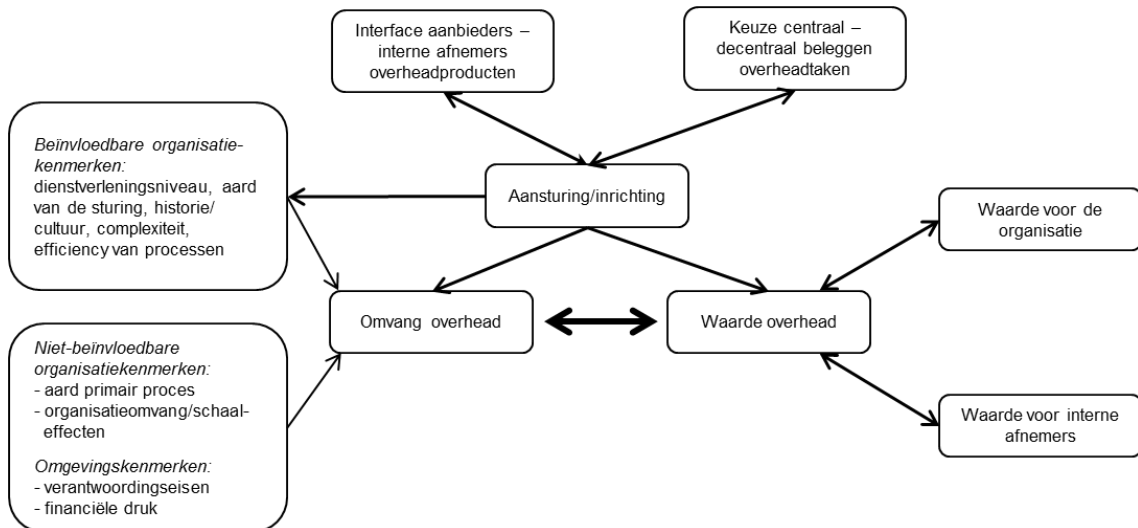 Interface aanbieders –
interne afnemers
overheadproducten
Keuze centraal –
decentraal beleggen
overheadtaken
Beïnvloedbare organisatie-
kenmerken:
dienstverleningsniveau, aard
van de sturing, historie/
cultuur, complexiteit,
efficiency van processen
Aansturing/inrichting
Waarde voor de
organisatie
Omvang overhead
Waarde overhead
Niet-beïnvloedbare
organisatiekenmerken:
- aard primair proces
- organisatieomvang/schaal-
effecten
Omgevingskenmerken:
- verantwoordingseisen
- financiële druk
Waarde voor interne
afnemers